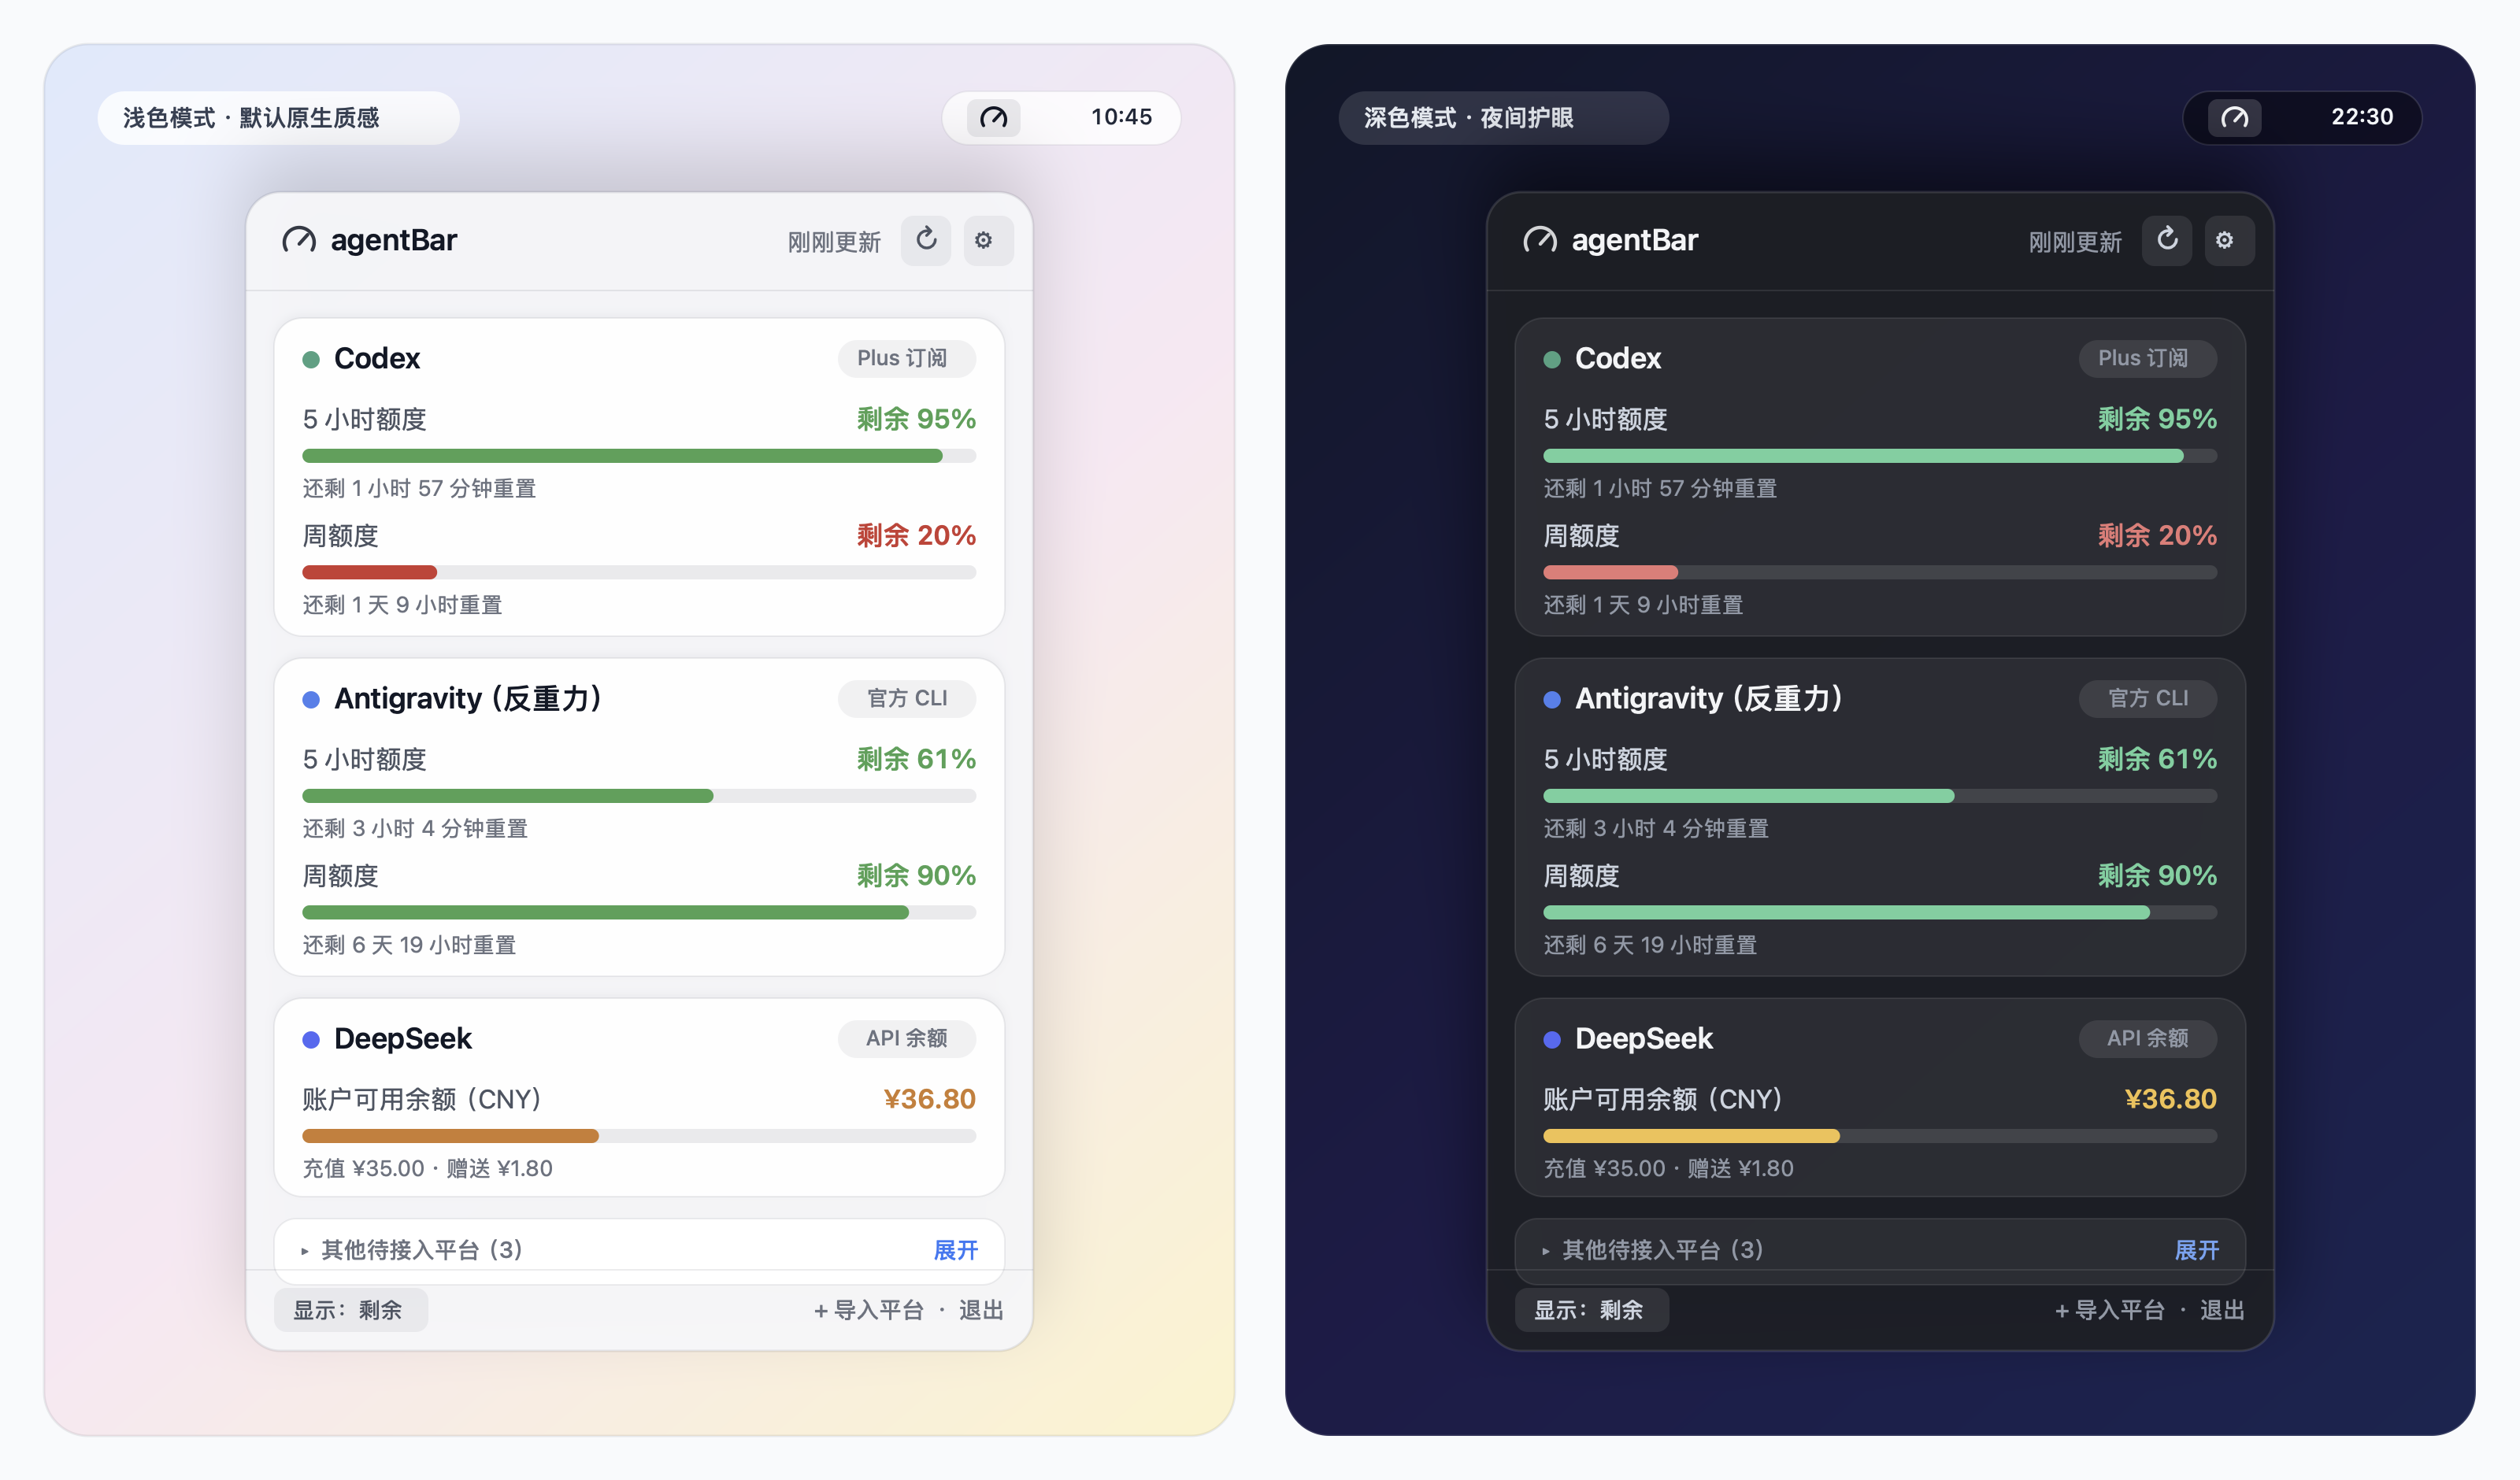 浅色模式 · 默认原生质感
10:45
agentBar
刚刚更新
Codex
Plus 订阅
5 小时额度
剩余 95%
还剩 1 小时 57 分钟重置
周额度
剩余 20%
还剩 1 天 9 小时重置
Antigravity (反重力)
官方 CLI
5 小时额度
剩余 61%
还剩 3 小时 4 分钟重置
周额度
剩余 90%
还剩 6 天 19 小时重置
DeepSeek
API 余额
账户可用余额 (CNY)
¥36.80
充值 ¥35.00 · 赠送 ¥1.80
▸ 其他待接入平台 (3)
展开
显示：剩余
+ 导入平台 · 退出
深色模式 · 夜间护眼
22:30
agentBar
刚刚更新
Codex
Plus 订阅
5 小时额度
剩余 95%
还剩 1 小时 57 分钟重置
周额度
剩余 20%
还剩 1 天 9 小时重置
Antigravity (反重力)
官方 CLI
5 小时额度
剩余 61%
还剩 3 小时 4 分钟重置
周额度
剩余 90%
还剩 6 天 19 小时重置
DeepSeek
API 余额
账户可用余额 (CNY)
¥36.80
充值 ¥35.00 · 赠送 ¥1.80
▸ 其他待接入平台 (3)
展开
显示：剩余
+ 导入平台 · 退出